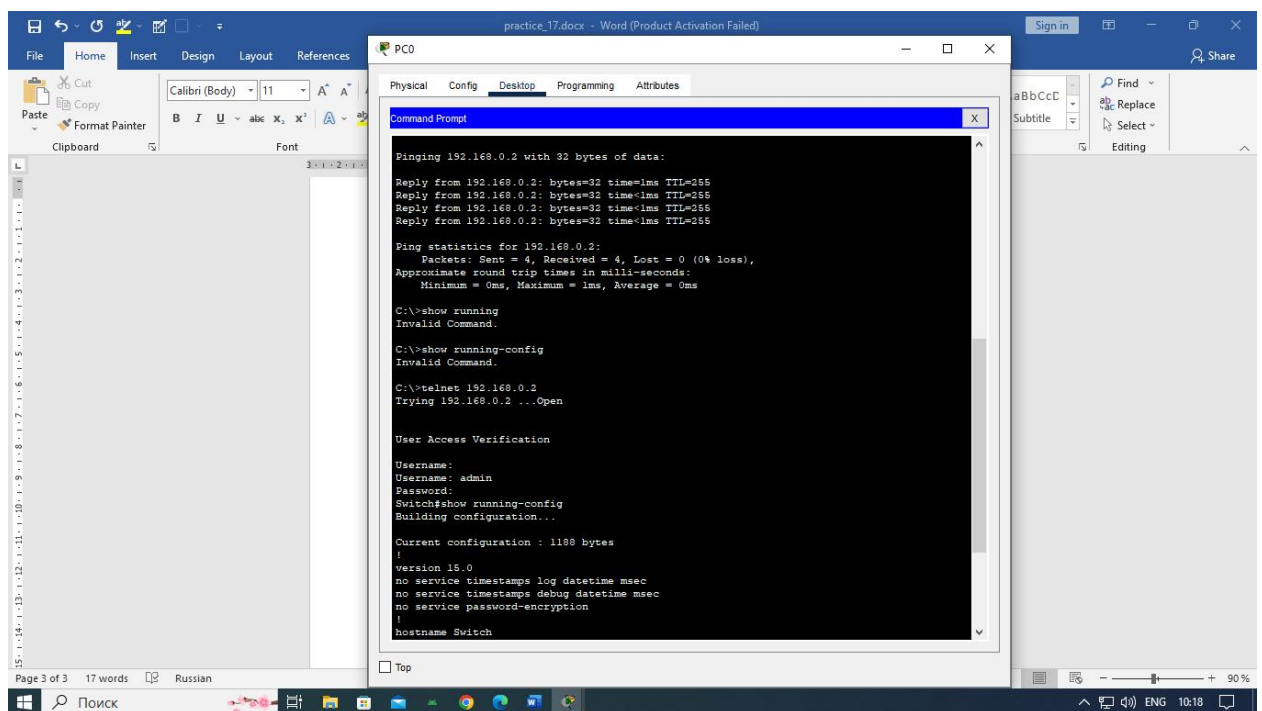 practice_17.docx - Word (Product Activation Failed)
Sign in
File Home Insert Design Layout References
Share
Cut
Copy
Paste
Format Painter
Clipboard
Calibri (Body) 11
B I U abc x₂ x²
Font
aBbCcD
Subtitle
Find
Replace
Select
Editing
PC0
Physical Config Desktop Programming Attributes
Command Prompt
X
Pinging 192.168.0.2 with 32 bytes of data:
Reply from 192.168.0.2: bytes=32 time=1ms TTL=255
Reply from 192.168.0.2: bytes=32 time<1ms TTL=255
Reply from 192.168.0.2: bytes=32 time<1ms TTL=255
Reply from 192.168.0.2: bytes=32 time<1ms TTL=255
Ping statistics for 192.168.0.2:
Packets: Sent = 4, Received = 4, Lost = 0 (0% loss),
Approximate round trip times in milli-seconds:
Minimum = 0ms, Maximum = 1ms, Average = 0ms
C:\>show running
Invalid Command.
C:\>show running-config
Invalid Command.
C:\>telnet 192.168.0.2
Trying 192.168.0.2 ...Open
User Access Verification
Username:
Username: admin
Password:
Switch#show running-config
Building configuration...
Current configuration : 1188 bytes
!
version 15.0
no service timestamps log datetime msec
no service timestamps debug datetime msec
no service password-encryption
!
hostname Switch
Top
Page 3 of 3 17 words Russian
90 %
Поиск
ENG 10:18